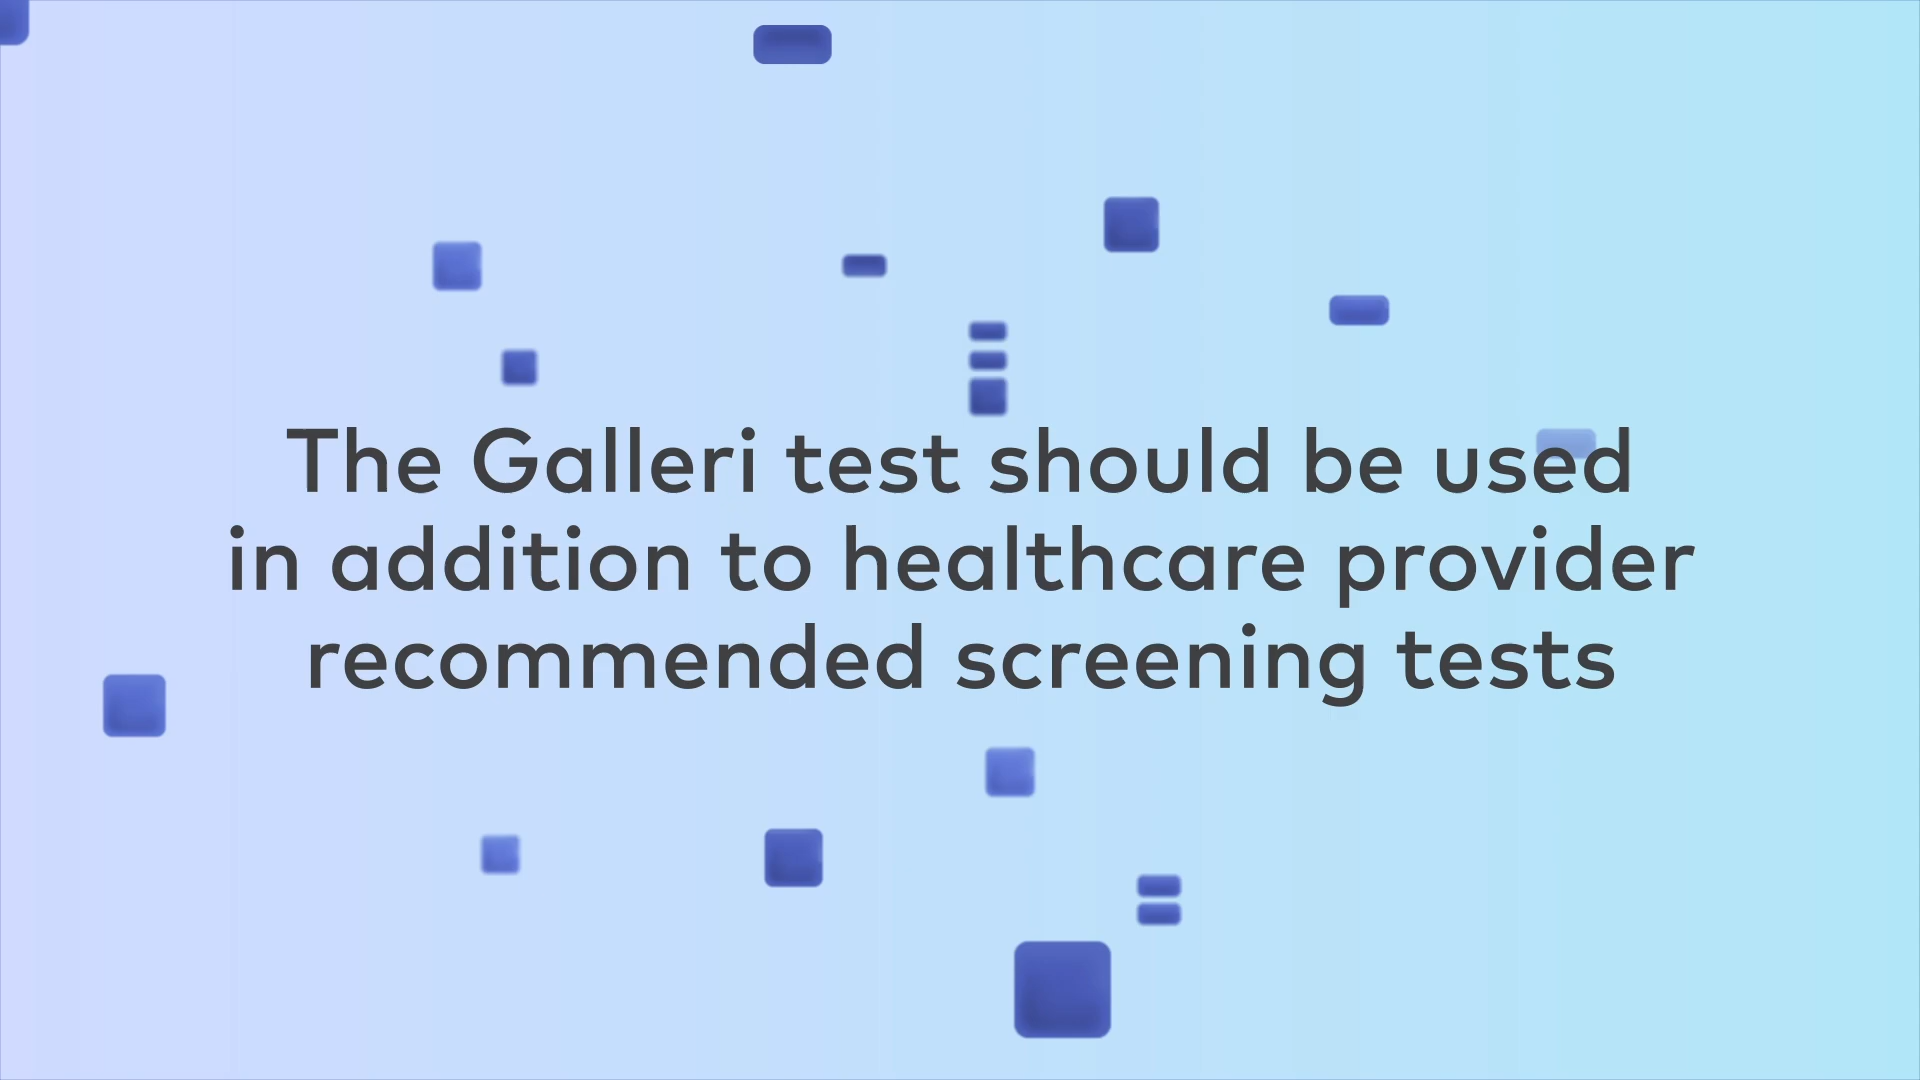 The Galleri test should be used
in addition to healthcare provider
recommended screening tests